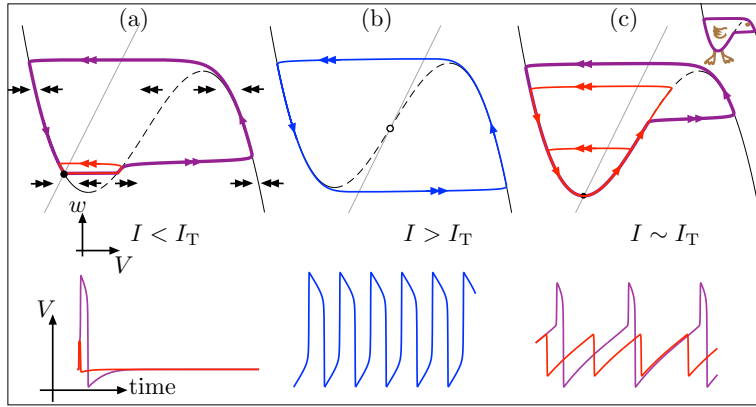 (a) (b) (c)
w
V
I < I_T I > I_T I ∼ I_T
V
time